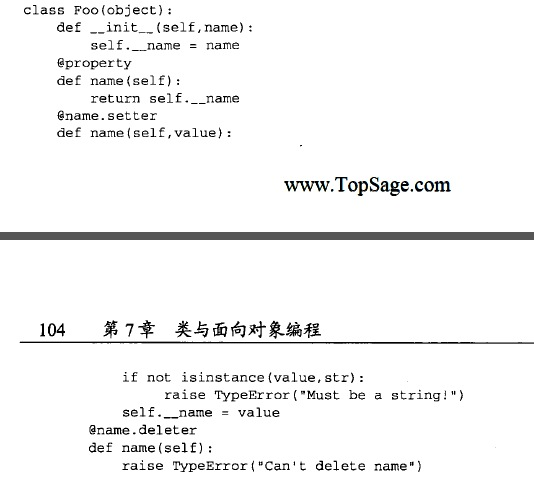 class Foo(object):
    def __init__(self,name):
        self.__name = name
    @property
    def name(self):
        return self.__name
    @name.setter
    def name(self,value):
www.TopSage.com
104 第7章 类与面向对象编程
        if not isinstance(value,str):
            raise TypeError("Must be a string!")
        self.__name = value
    @name.deleter
    def name(self):
        raise TypeError("Can't delete name")